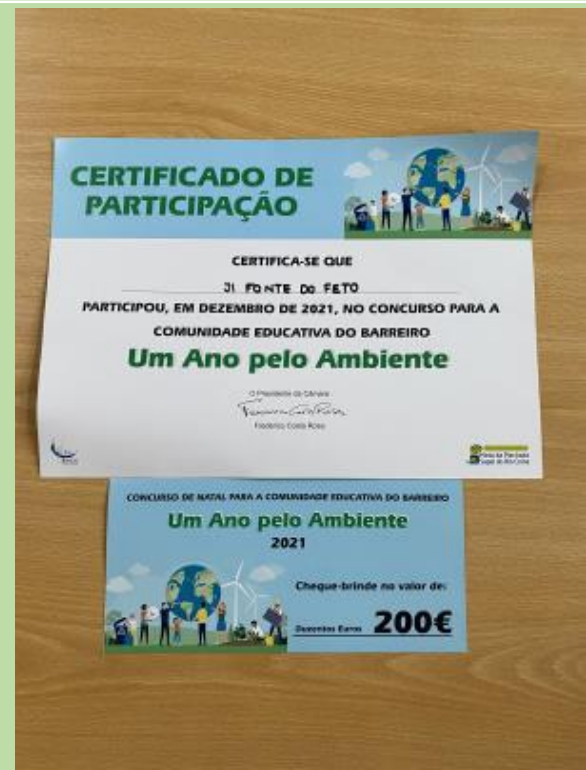 CERTIFICADO DE
PARTICIPAÇÃO
CERTIFICA-SE QUE
JI FONTE DO FETO
PARTICIPOU, EM DEZEMBRO DE 2021, NO CONCURSO PARA A
COMUNIDADE EDUCATIVA DO BARREIRO
Um Ano pelo Ambiente
O Presidente da Câmara
Frederico Costa Rosa
CONCURSO DE NATAL PARA A COMUNIDADE EDUCATIVA DO BARREIRO
Um Ano pelo Ambiente
2021
Cheque-brinde no valor de:
Duzentos Euros 200€